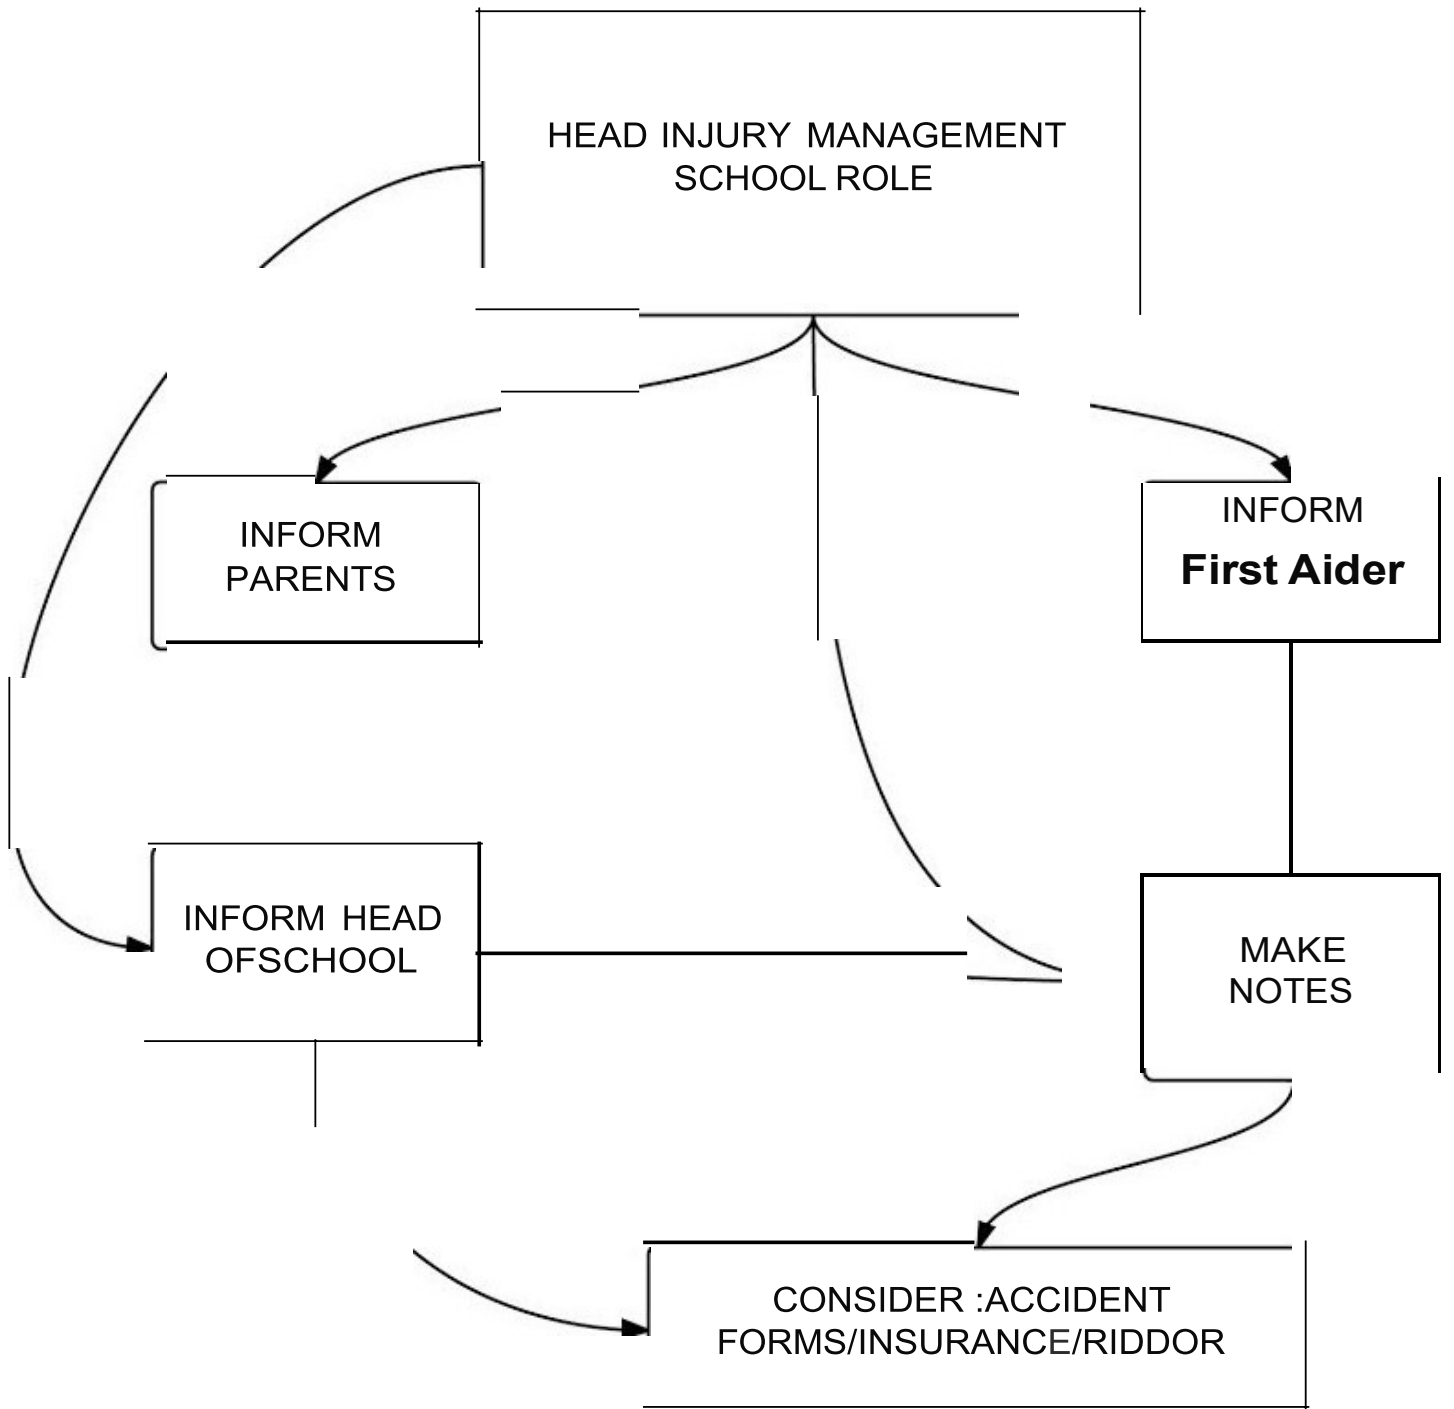 HEAD INJURY MANAGEMENT
SCHOOL ROLE
INFORM
PARENTS
INFORM
First Aider
INFORM HEAD
OFSCHOOL
MAKE
NOTES
CONSIDER :ACCIDENT
FORMS/INSURANCE/RIDDOR